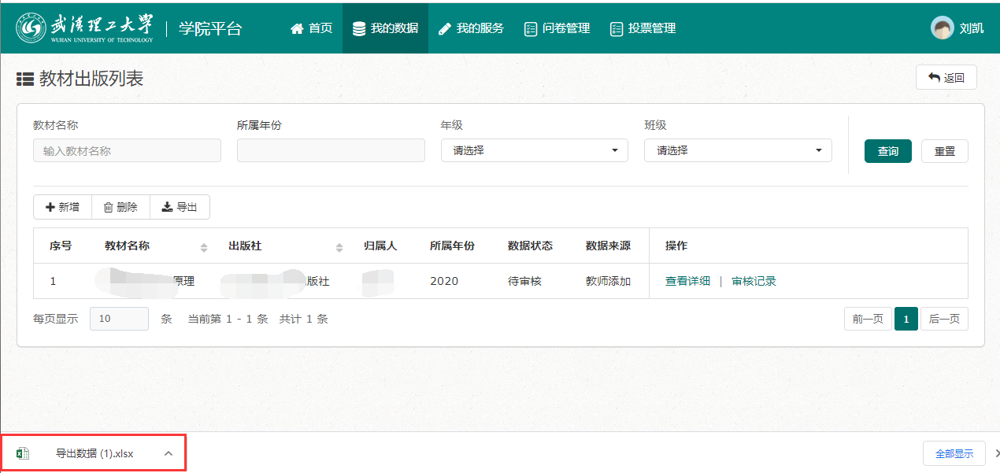 武汉理工大学 学院平台 首页 我的数据 我的服务 问卷管理 投票管理 刘凯
WUHAN UNIVERSITY OF TECHNOLOGY
教材出版列表 返回
教材名称 所属年份 年级 班级
输入教材名称 请选择 请选择 查询 重置
新增 删除 导出
序号 教材名称 出版社 归属人 所属年份 数据状态 数据来源 操作
1 原理 版社 2020 待审核 教师添加 查看详细 | 审核记录
每页显示 10 条 当前第 1 - 1 条 共计 1 条 前一页 1 后一页
导出数据 (1).xlsx 全部显示